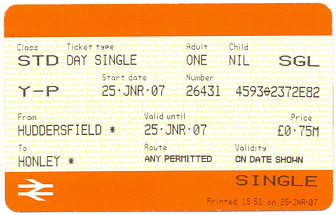 Class Ticket type Adult Child
STD DAY SINGLE ONE NIL SGL
Start date Number
Y-P 25·JNR·07 26431 4593 2372E82
From Valid until Price
HUDDERSFIELD * 25·JNR·07 £0·75M
To Route Validity
HONLEY * ANY PERMITTED ON DATE SHOWN
SINGLE
Printed 15:51 on 25·JNR·07